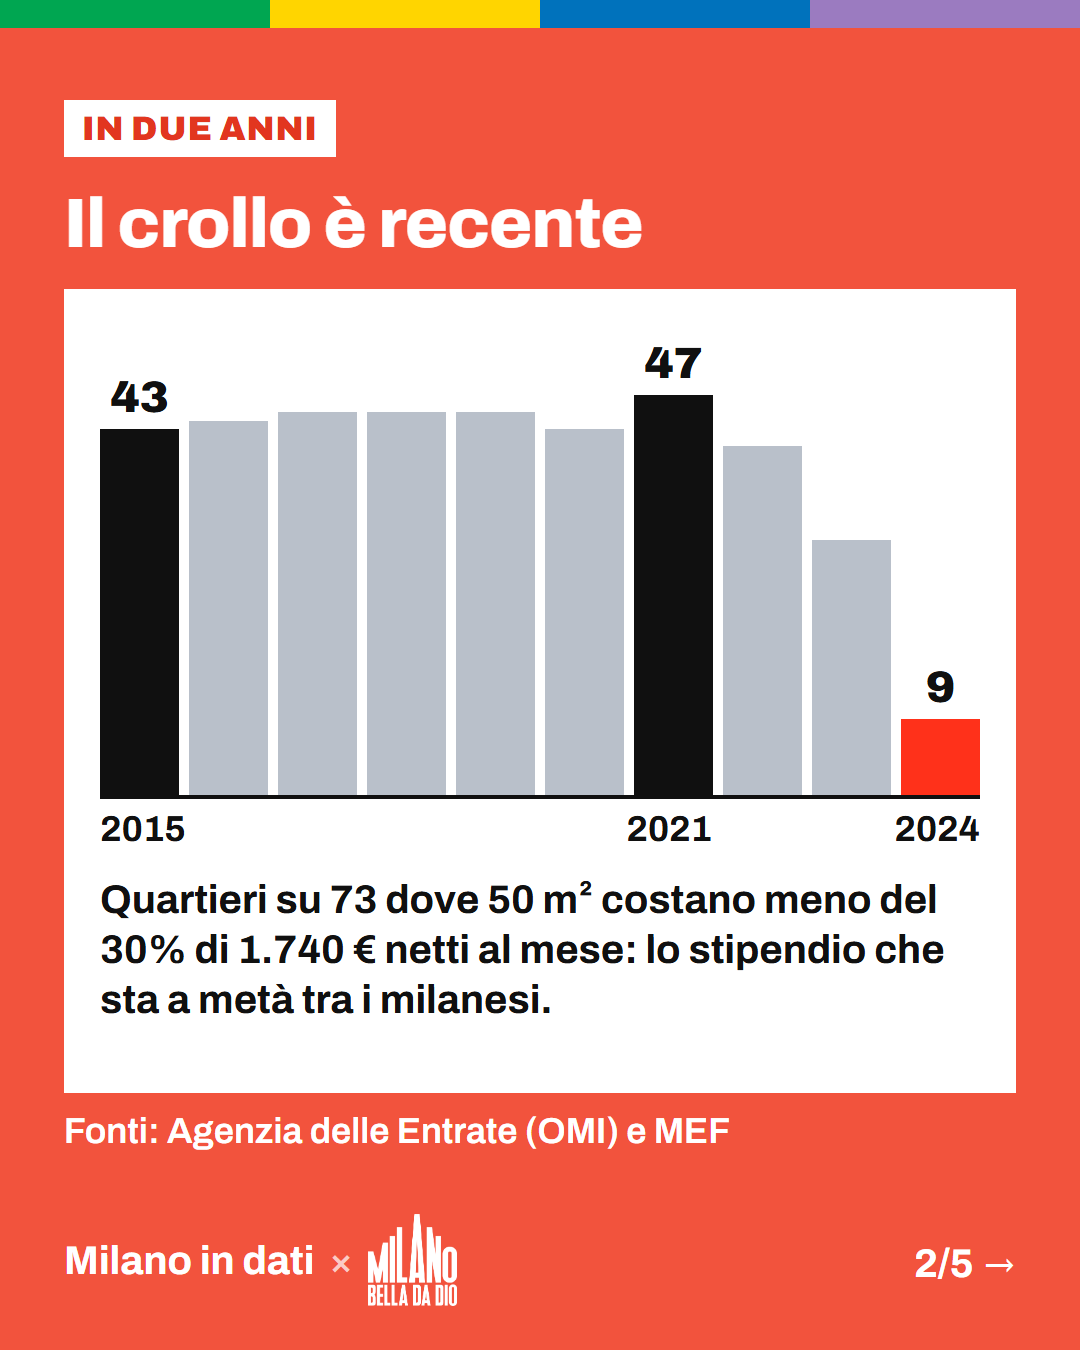 IN DUE ANNI
Il crollo è recente
43
47
9
2015
2021
2024
Quartieri su 73 dove 50 m² costano meno del
30% di 1.740 € netti al mese: lo stipendio che
sta a metà tra i milanesi.
Fonti: Agenzia delle Entrate (OMI) e MEF
Milano in dati ×
MILANO
BELLA DA DIO
2/5 →